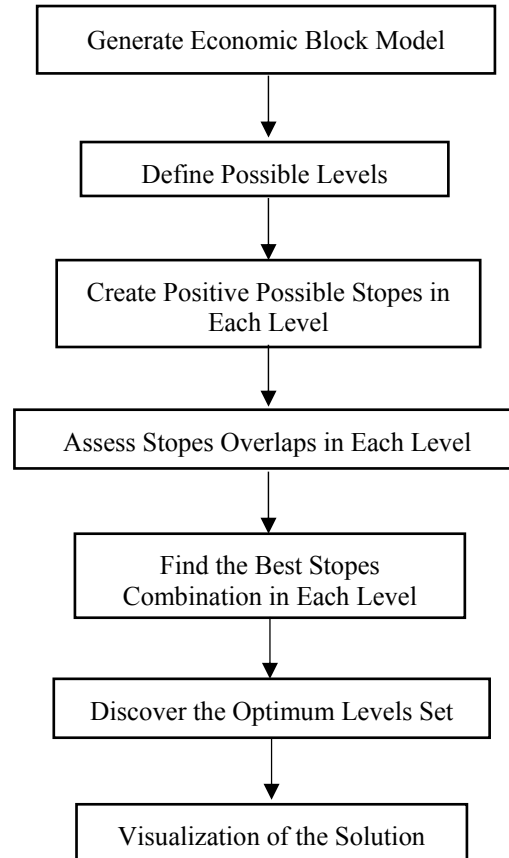 Generate Economic Block Model
Define Possible Levels
Create Positive Possible Stopes in
Each Level
Assess Stopes Overlaps in Each Level
Find the Best Stopes
Combination in Each Level
Discover the Optimum Levels Set
Visualization of the Solution